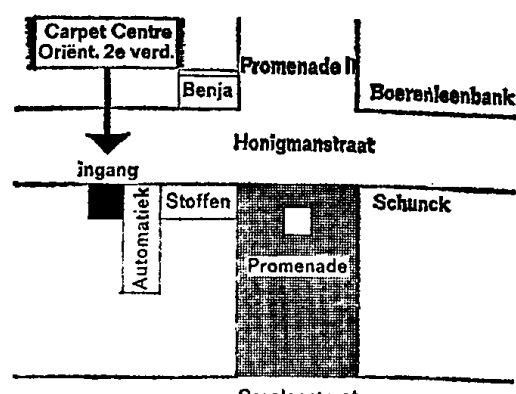 Carpet Centre
Oriënt. 2e verd.
Promenade II
Benja
Boerenleenbank
Honigmanstraat
ingang
Automatiek
Stoffen
Schunck
Promenade